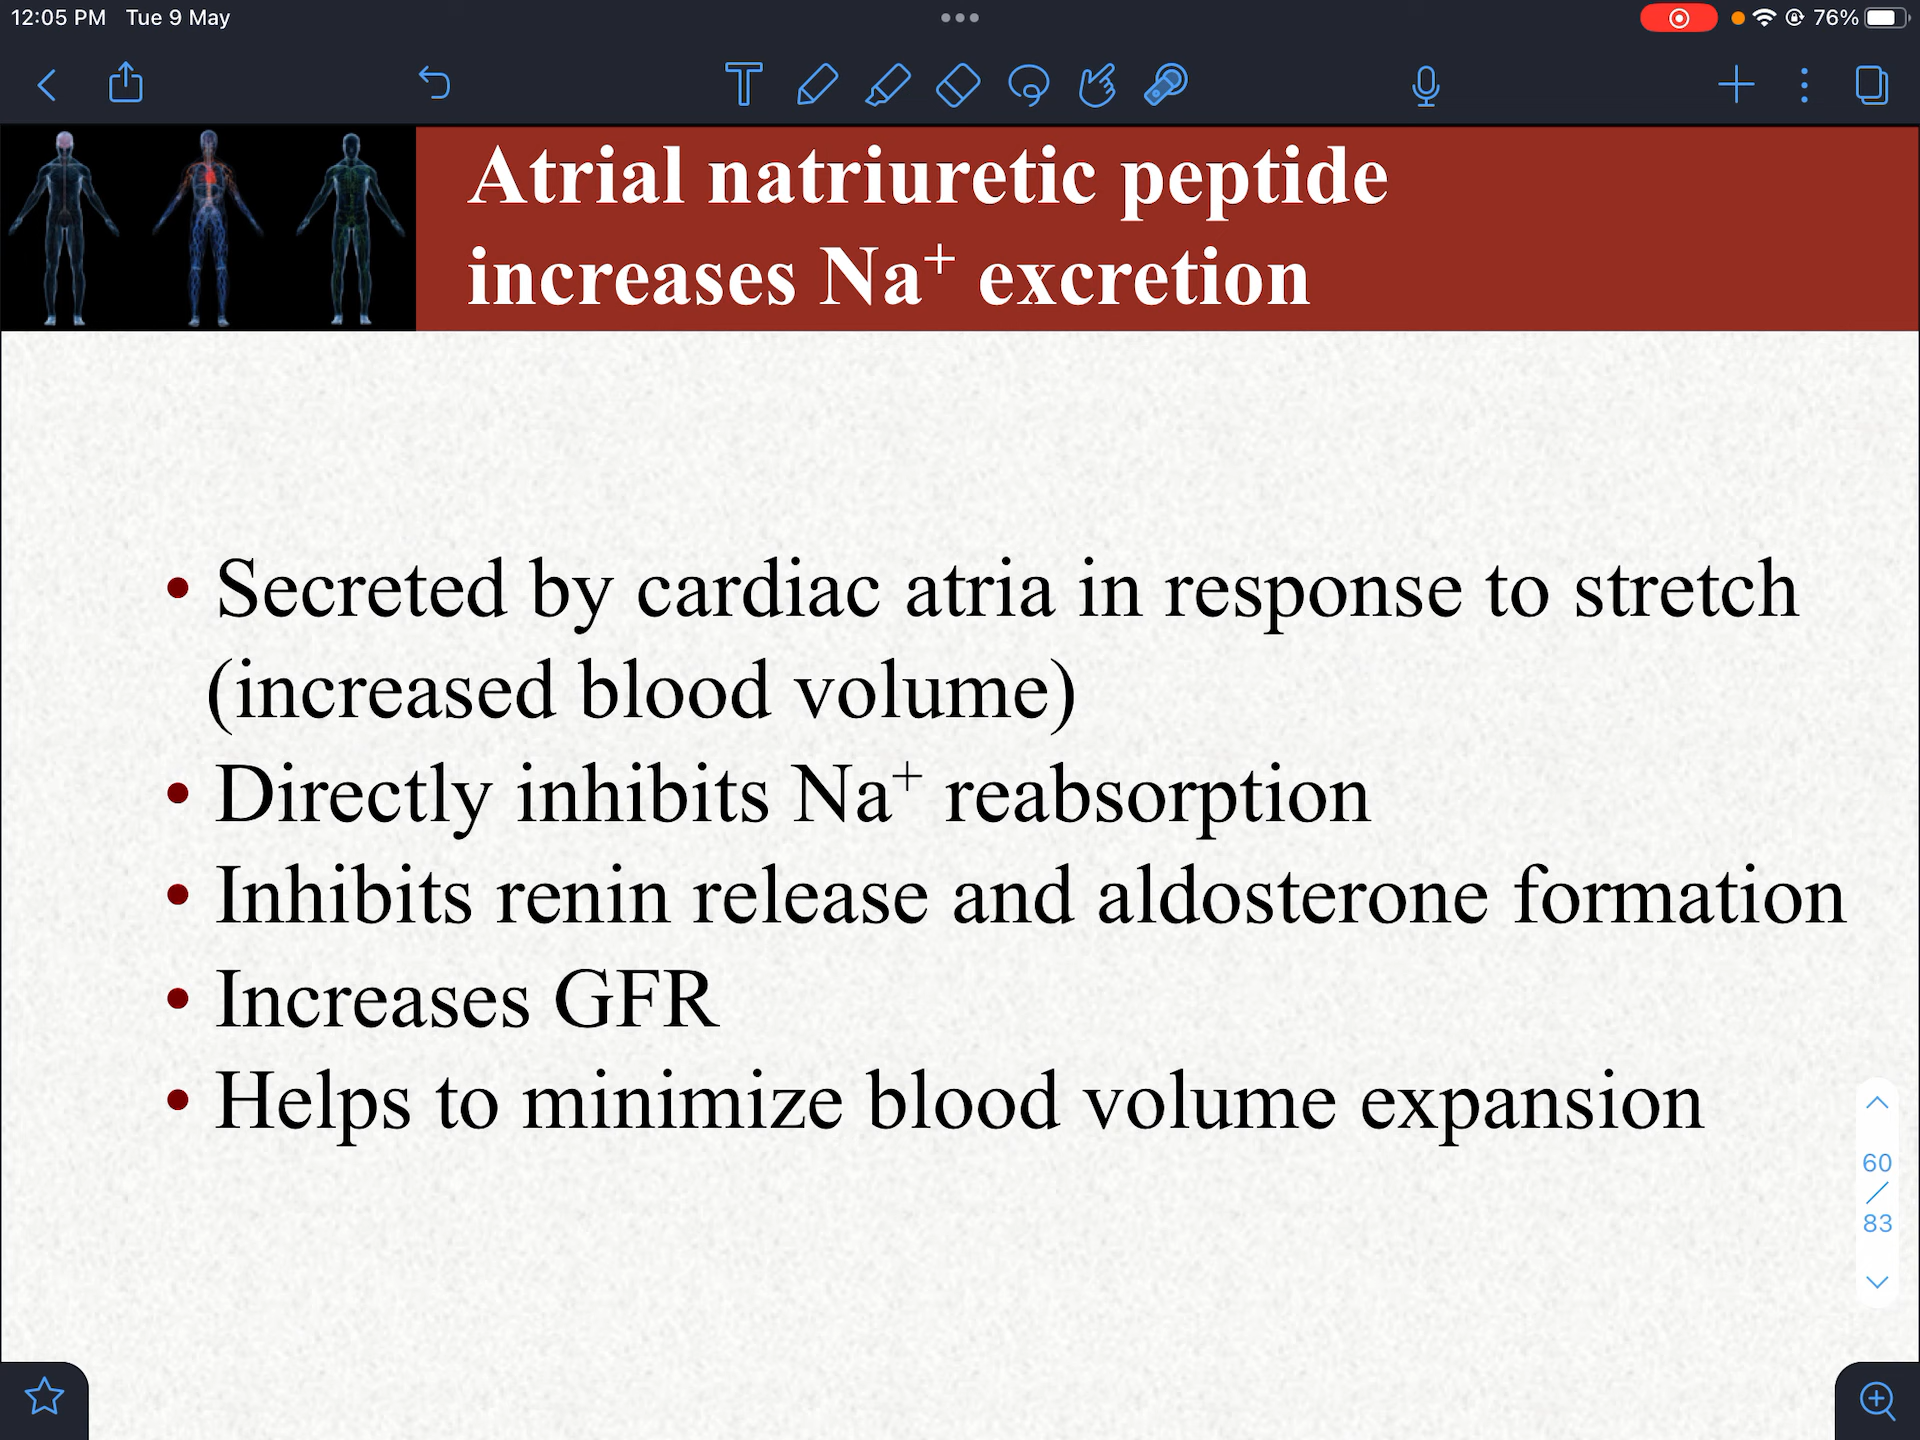 12:05 PM Tue 9 May
76%
Atrial natriuretic peptide
increases Na⁺ excretion
• Secreted by cardiac atria in response to stretch
(increased blood volume)
• Directly inhibits Na⁺ reabsorption
• Inhibits renin release and aldosterone formation
• Increases GFR
• Helps to minimize blood volume expansion
60
/
83